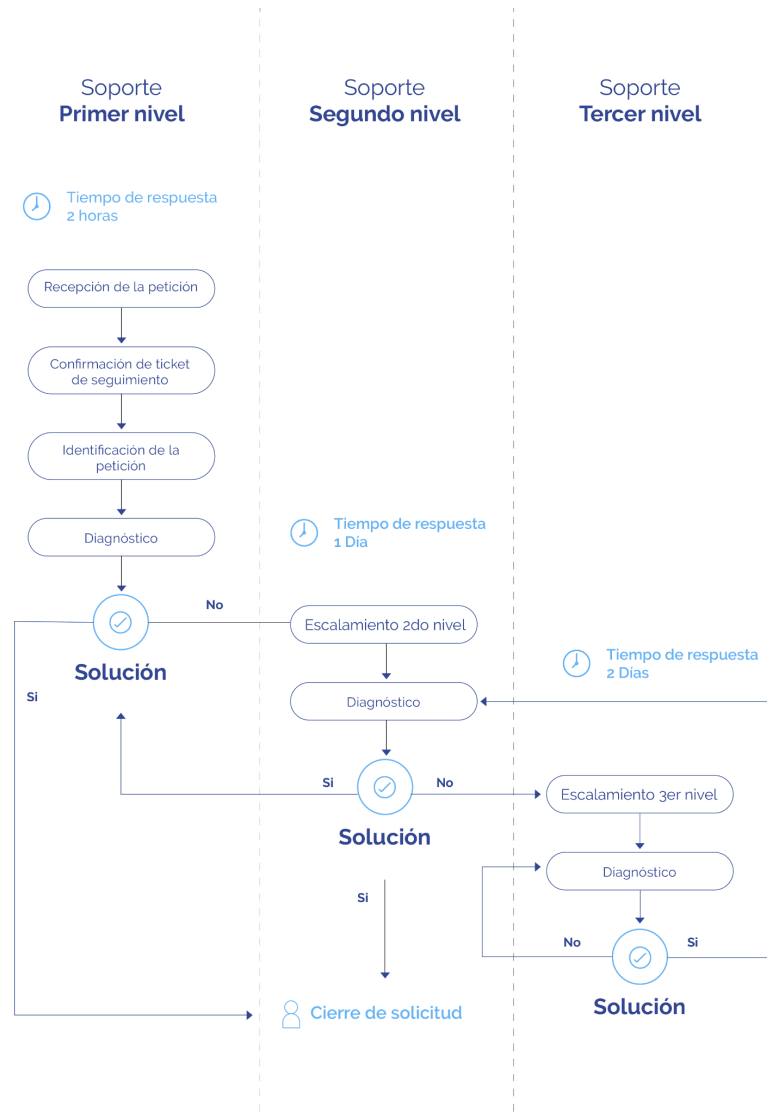 Soporte
Primer nivel
Soporte
Segundo nivel
Soporte
Tercer nivel
Tiempo de respuesta
2 horas
Recepción de la petición
Confirmación de ticket
de seguimiento
Identificación de la
petición
Diagnóstico
Solución
Si
No
Tiempo de respuesta
1 Día
Escalamiento 2do nivel
Diagnóstico
Si
No
Solución
Si
Cierre de solicitud
Tiempo de respuesta
2 Días
Escalamiento 3er nivel
Diagnóstico
No
Si
Solución